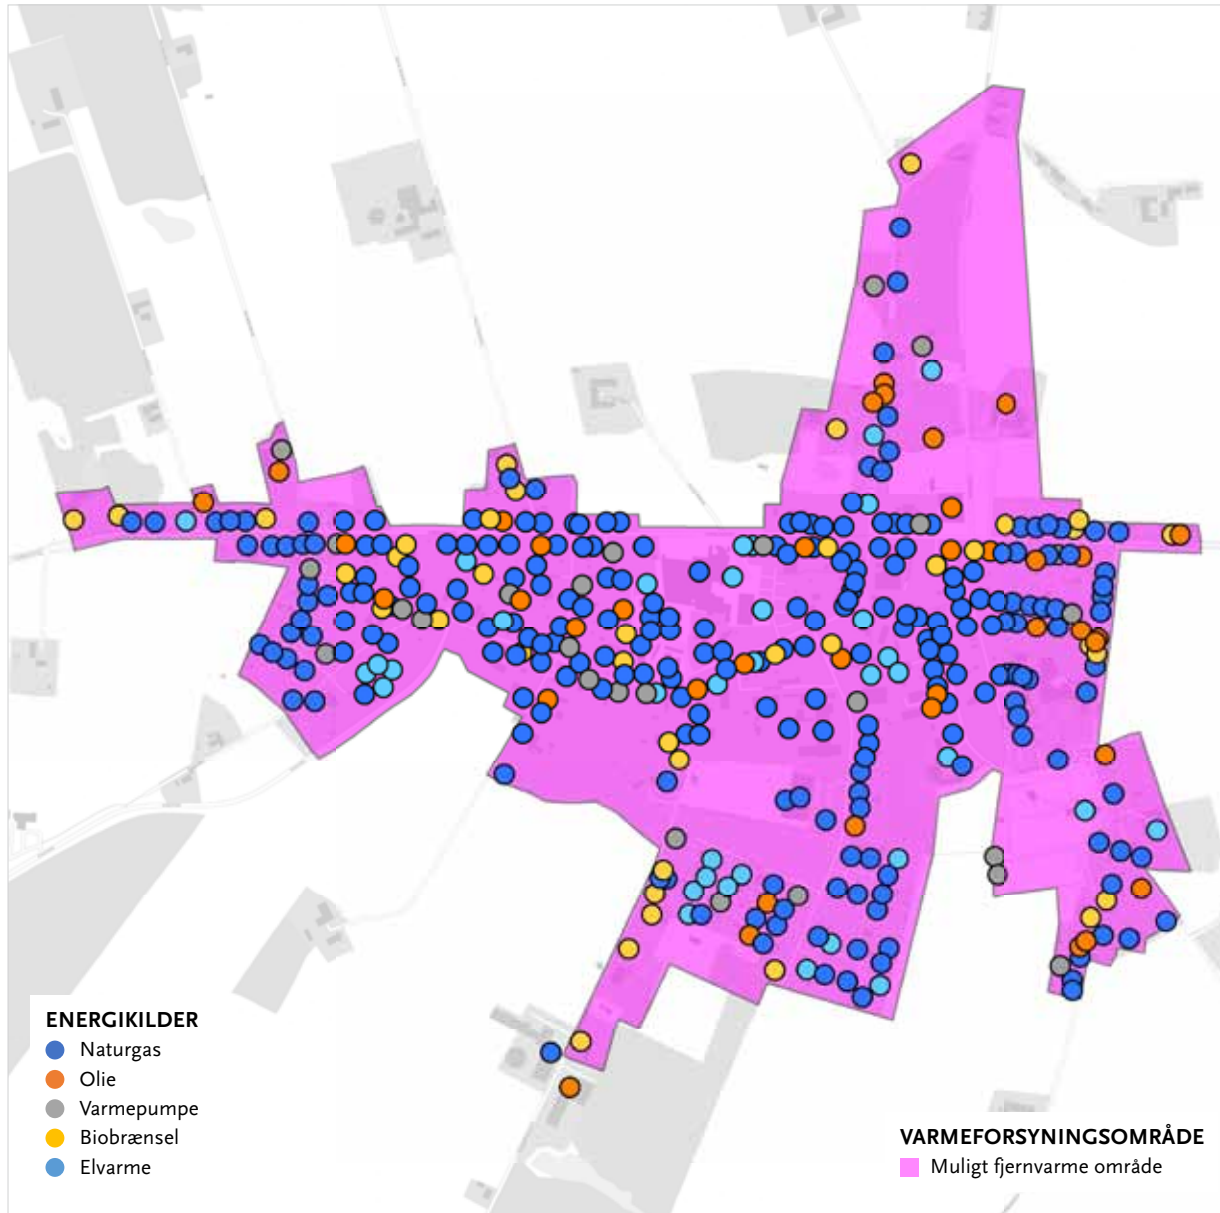 ENERGIKILDER
Naturgas
Olie
Varmepumpe
Biobrænsel
Elvarme
VARMEFORSYNINGSOMRÅDE
Muligt fjernvarme område